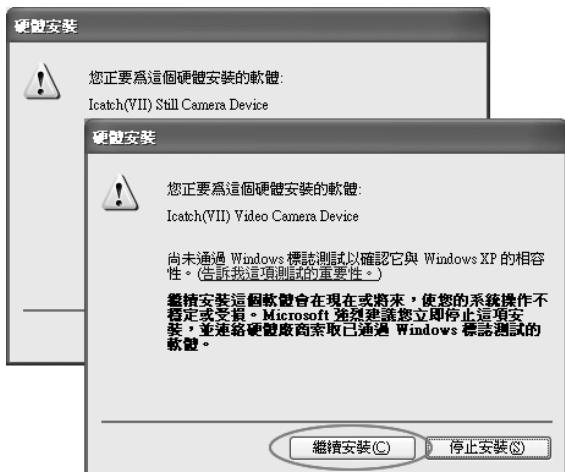 硬體安裝
您正要為這個硬體安裝的軟體:
Icatch(VII) Still Camera Device
硬體安裝
您正要為這個硬體安裝的軟體:
Icatch(VII) Video Camera Device
尚未通過 Windows 標誌測試以確認它與 Windows XP 的相容
性。(告訴我這項測試的重要性。)
繼續安裝這個軟體會在現在或將來，使您的系統操作不
穩定或受損。Microsoft 強烈建議您立即停止這項安
裝，並連絡硬體廠商索取已通過 Windows 標誌測試的
軟體。
繼續安裝(C)
停止安裝(S)